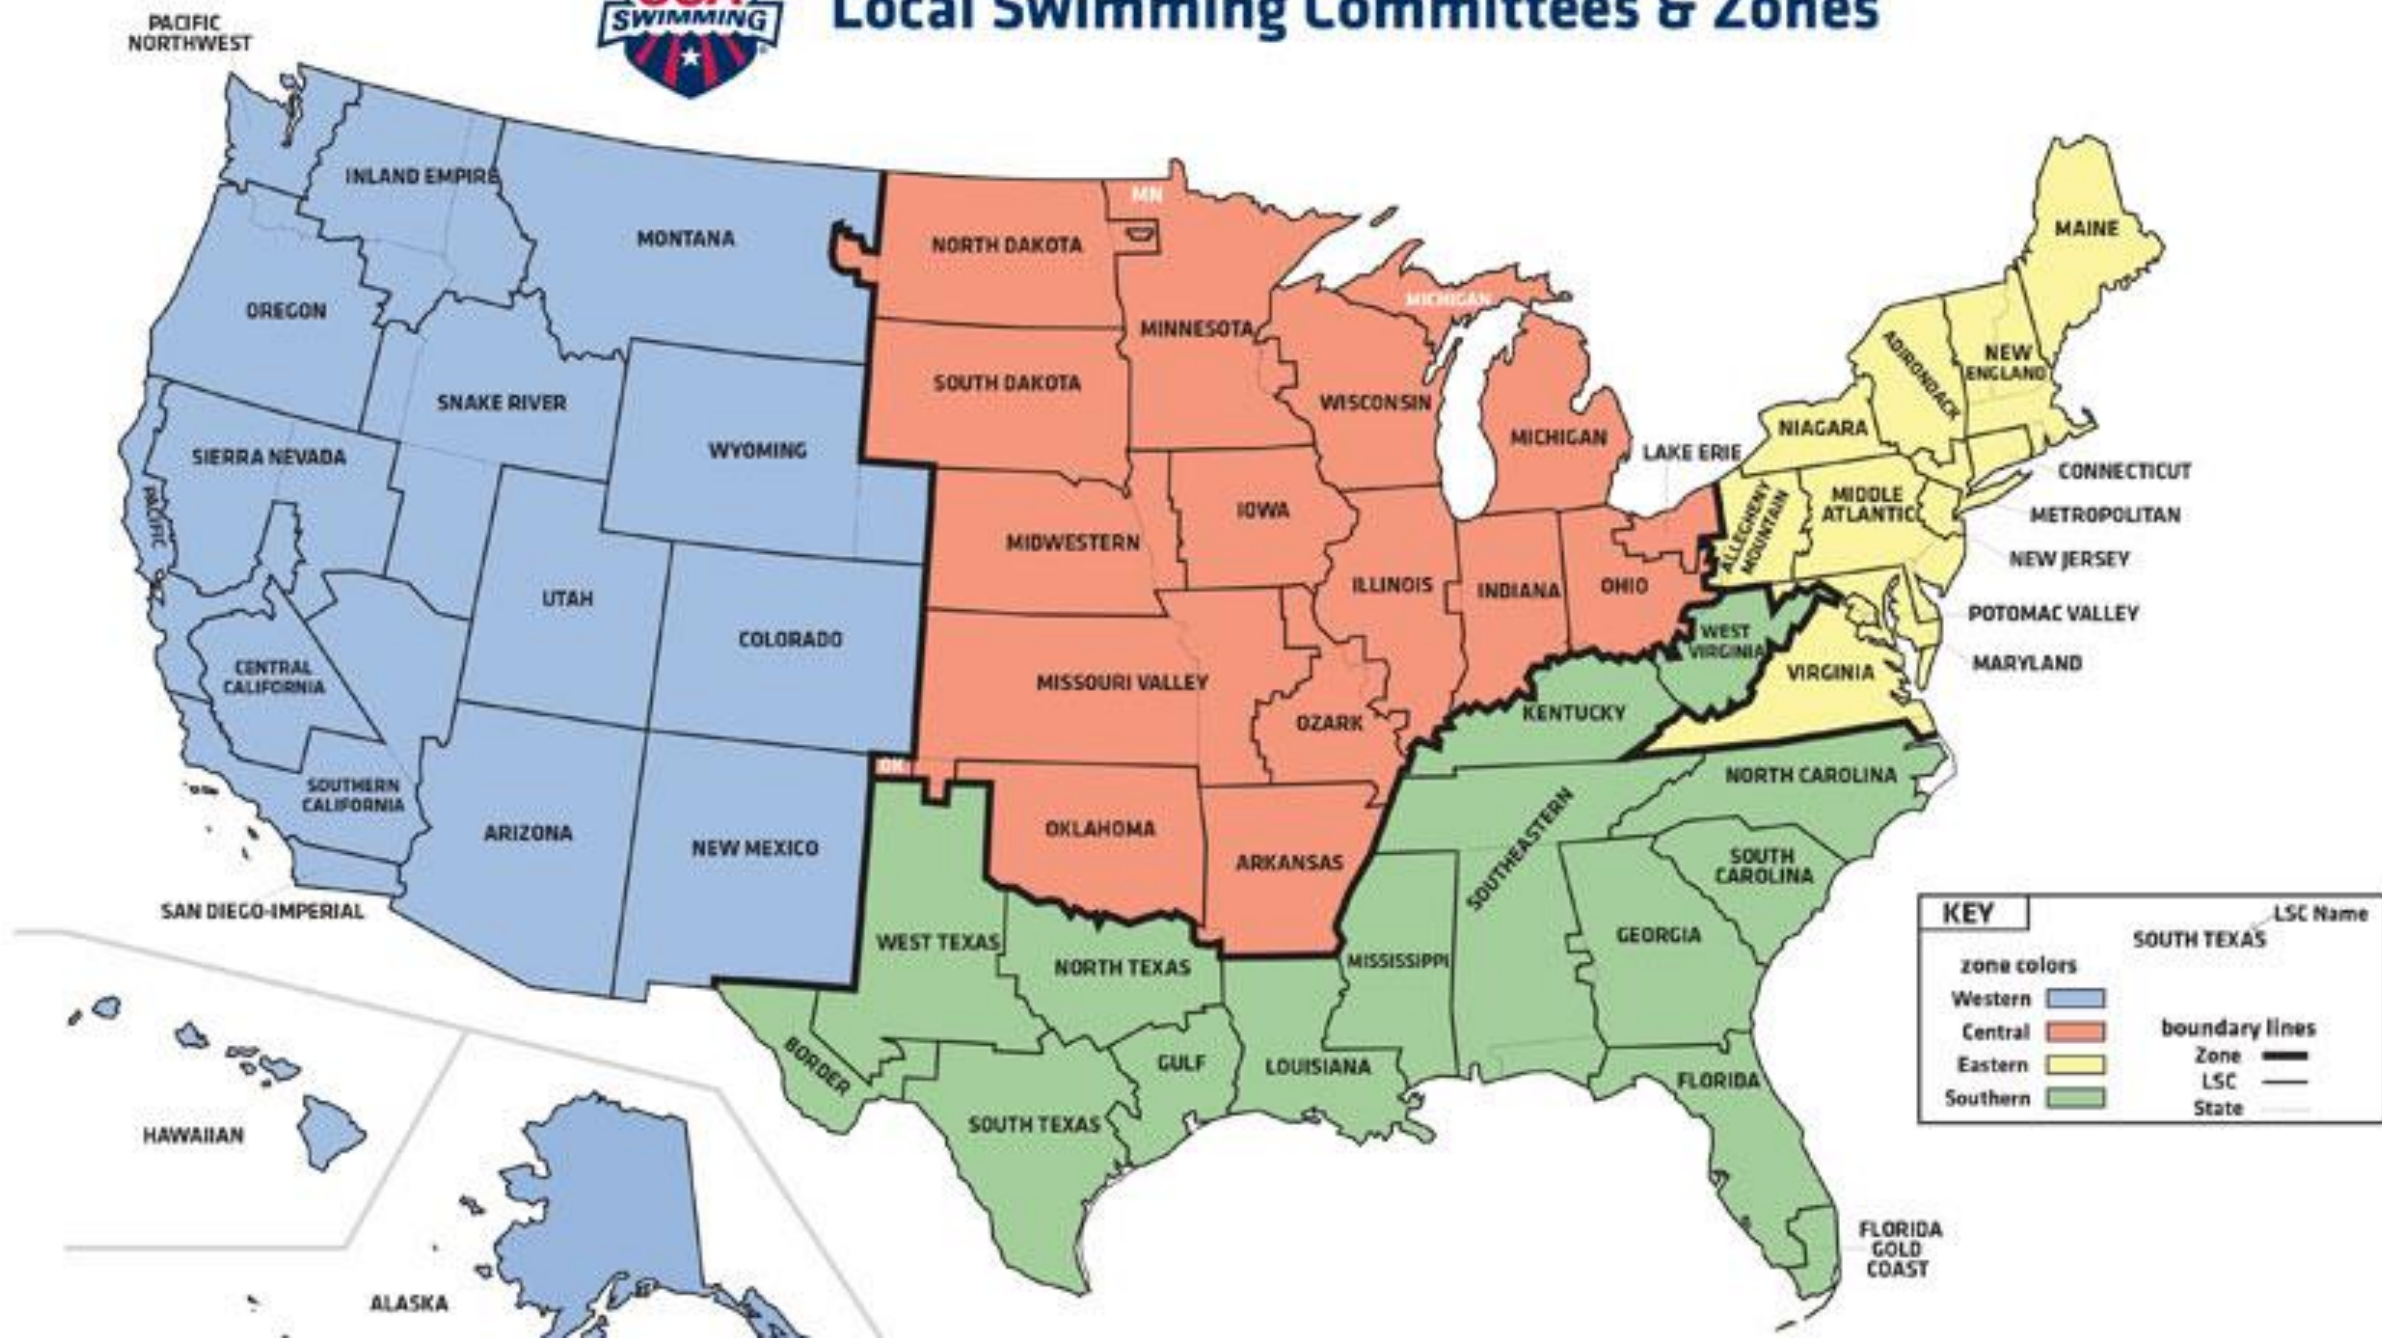 SWIMMING
Local Swimming Committees & Zones
PACIFIC
NORTHWEST
INLAND EMPIRE
MONTANA
OREGON
SNAKE RIVER
WYOMING
SIERRA NEVADA
PACIFIC
UTAH
COLORADO
CENTRAL
CALIFORNIA
SOUTHERN
CALIFORNIA
ARIZONA
NEW MEXICO
SAN DIEGO-IMPERIAL
HAWAIIAN
ALASKA
MN
NORTH DAKOTA
MINNESOTA
SOUTH DAKOTA
MICHIGAN
WISCONSIN
MICHIGAN
LAKE ERIE
IOWA
MIDWESTERN
ILLINOIS
INDIANA
OHIO
MISSOURI VALLEY
OZARK
OK
OKLAHOMA
ARKANSAS
MAINE
ADIRONDACK
NEW
ENGLAND
NIAGARA
CONNECTICUT
ALLEGHENY
MOUNTAIN
MIDDLE
ATLANTIC
METROPOLITAN
NEW JERSEY
POTOMAC VALLEY
MARYLAND
VIRGINIA
WEST
VIRGINIA
KENTUCKY
NORTH CAROLINA
SOUTHEASTERN
SOUTH
CAROLINA
GEORGIA
MISSISSIPPI
WEST TEXAS
NORTH TEXAS
BORDER
GULF
LOUISIANA
SOUTH TEXAS
FLORIDA
FLORIDA
GOLD
COAST
KEY
LSC Name
SOUTH TEXAS
zone colors
Western
Central
Eastern
Southern
boundary lines
Zone
LSC
State